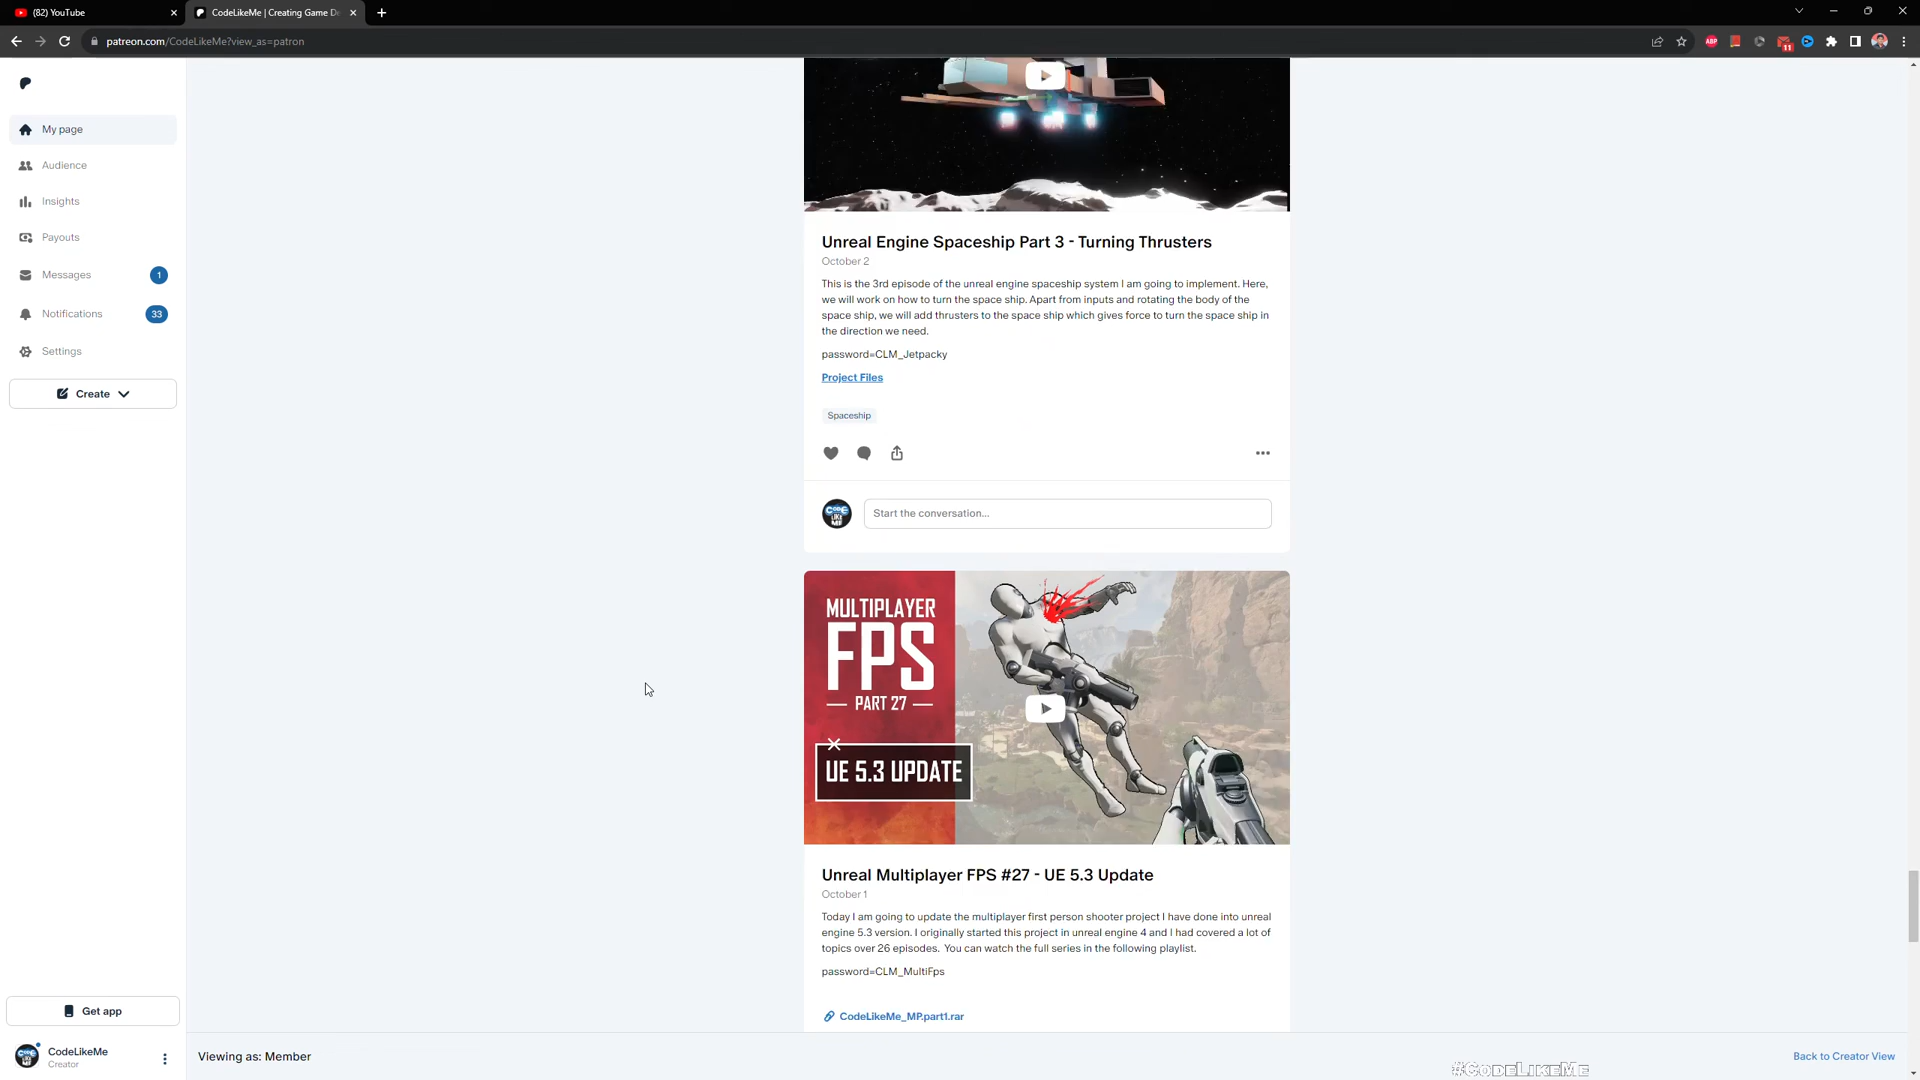 (82) YouTube
CodeLikeMe | Creating Game De
patreon.com/CodeLikeMe?view_as=patron
ABP
11
My page
Audience
Insights
Payouts
Messages
1
Notifications
33
Settings
Create
Unreal Engine Spaceship Part 3 - Turning Thrusters
October 2
This is the 3rd episode of the unreal engine spaceship system I am going to implement. Here,
we will work on how to turn the space ship. Apart from inputs and rotating the body of the
space ship, we will add thrusters to the space ship which gives force to turn the space ship in
the direction we need.
password=CLM_Jetpacky
Project Files
Spaceship
CODE
LIKE
ME
Start the conversation...
MULTIPLAYER
FPS
PART 27
UE 5.3 UPDATE
Unreal Multiplayer FPS #27 - UE 5.3 Update
October 1
Today I am going to update the multiplayer first person shooter project I have done into unreal
engine 5.3 version. I originally started this project in unreal engine 4 and I had covered a lot of
topics over 26 episodes. You can watch the full series in the following playlist.
password=CLM_MultiFps
CodeLikeMe_MP.part1.rar
Get app
CodeLikeMe
Creator
Viewing as: Member
Back to Creator View
#CodeLikeMe